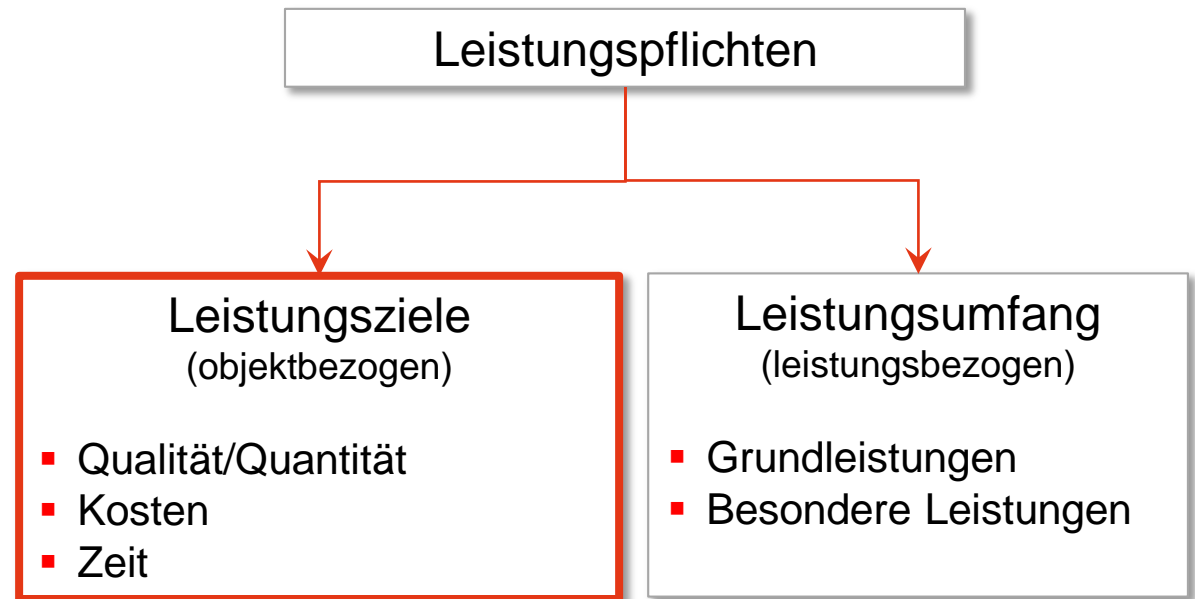 Leistungspflichten
Leistungsziele
(objektbezogen)
▪ Qualität/Quantität
▪ Kosten
▪ Zeit
Leistungsumfang
(leistungsbezogen)
▪ Grundleistungen
▪ Besondere Leistungen